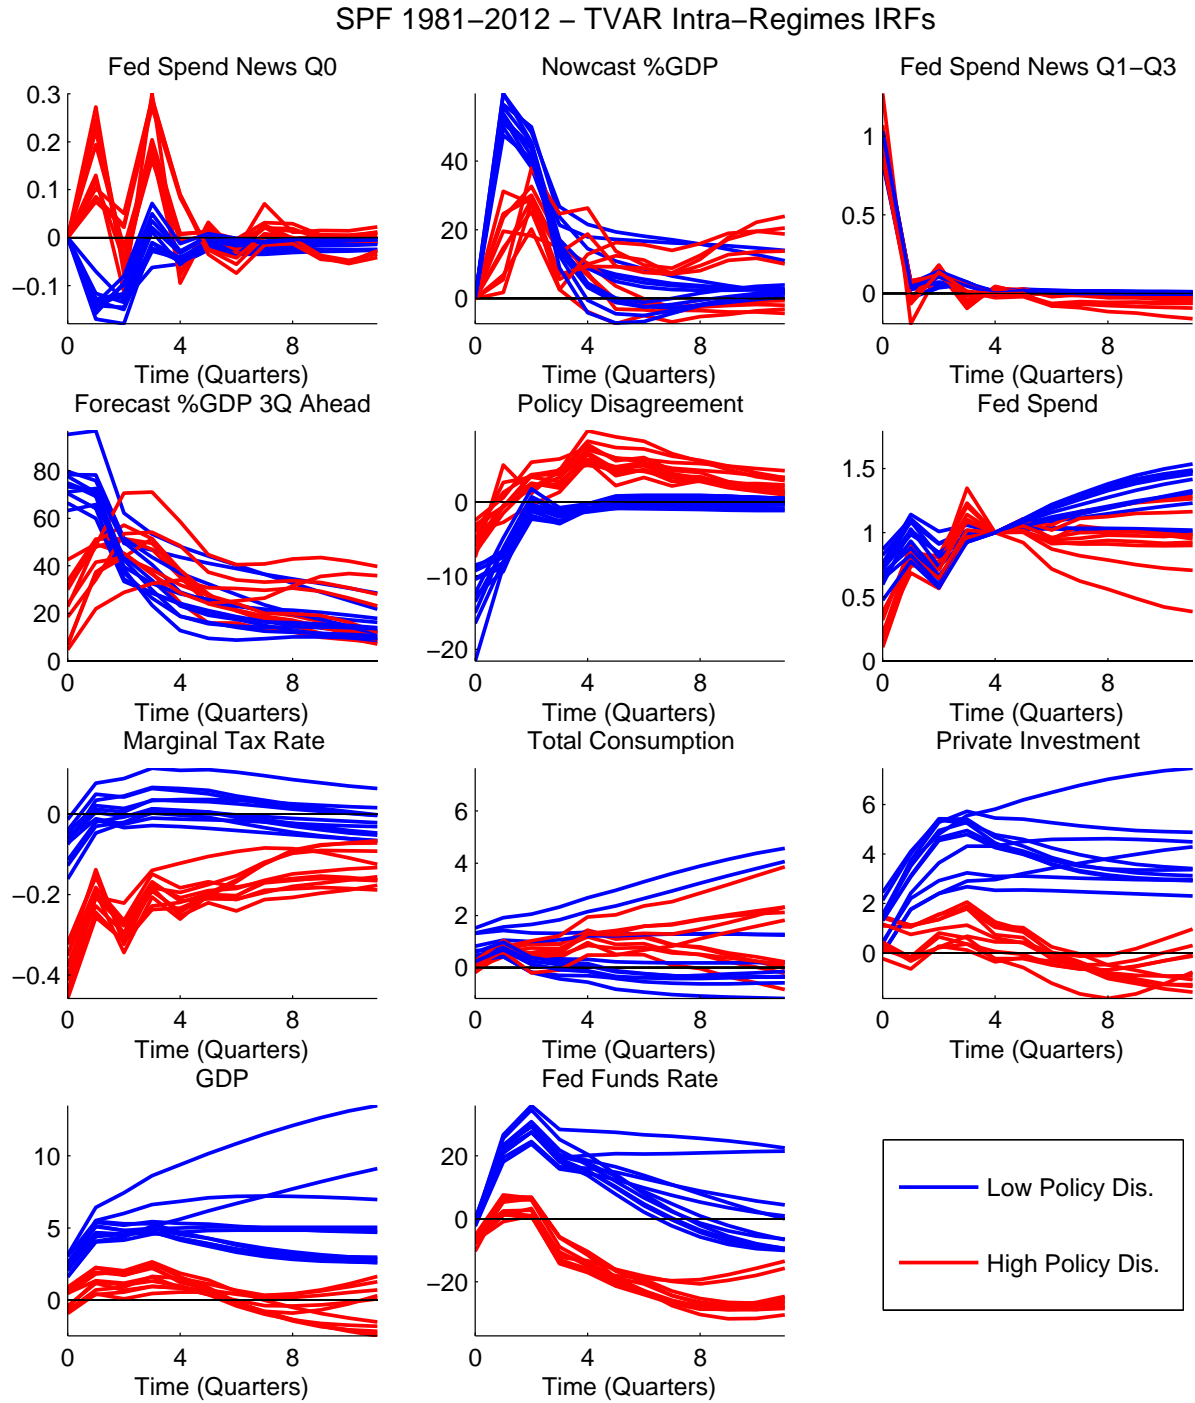 SPF 1981−2012 − TVAR Intra−Regimes IRFs
Fed Spend News Q0
Nowcast %GDP
Fed Spend News Q1−Q3
0.3
0.2
0.1
0
−0.1
0 4 8
Time (Quarters)
40
20
0
0 4 8
Time (Quarters)
1
0.5
0
0 4 8
Time (Quarters)
Forecast %GDP 3Q Ahead
Policy Disagreement
Fed Spend
80
60
40
20
0
0 4 8
Time (Quarters)
0
−10
−20
0 4 8
Time (Quarters)
1.5
1
0.5
0
0 4 8
Time (Quarters)
Marginal Tax Rate
Total Consumption
Private Investment
0
−0.2
−0.4
0 4 8
Time (Quarters)
6
4
2
0
0 4 8
Time (Quarters)
6
4
2
0
0 4 8
Time (Quarters)
GDP
Fed Funds Rate
10
5
0
0 4 8
Time (Quarters)
20
0
−20
0 4 8
Time (Quarters)
Low Policy Dis.
High Policy Dis.